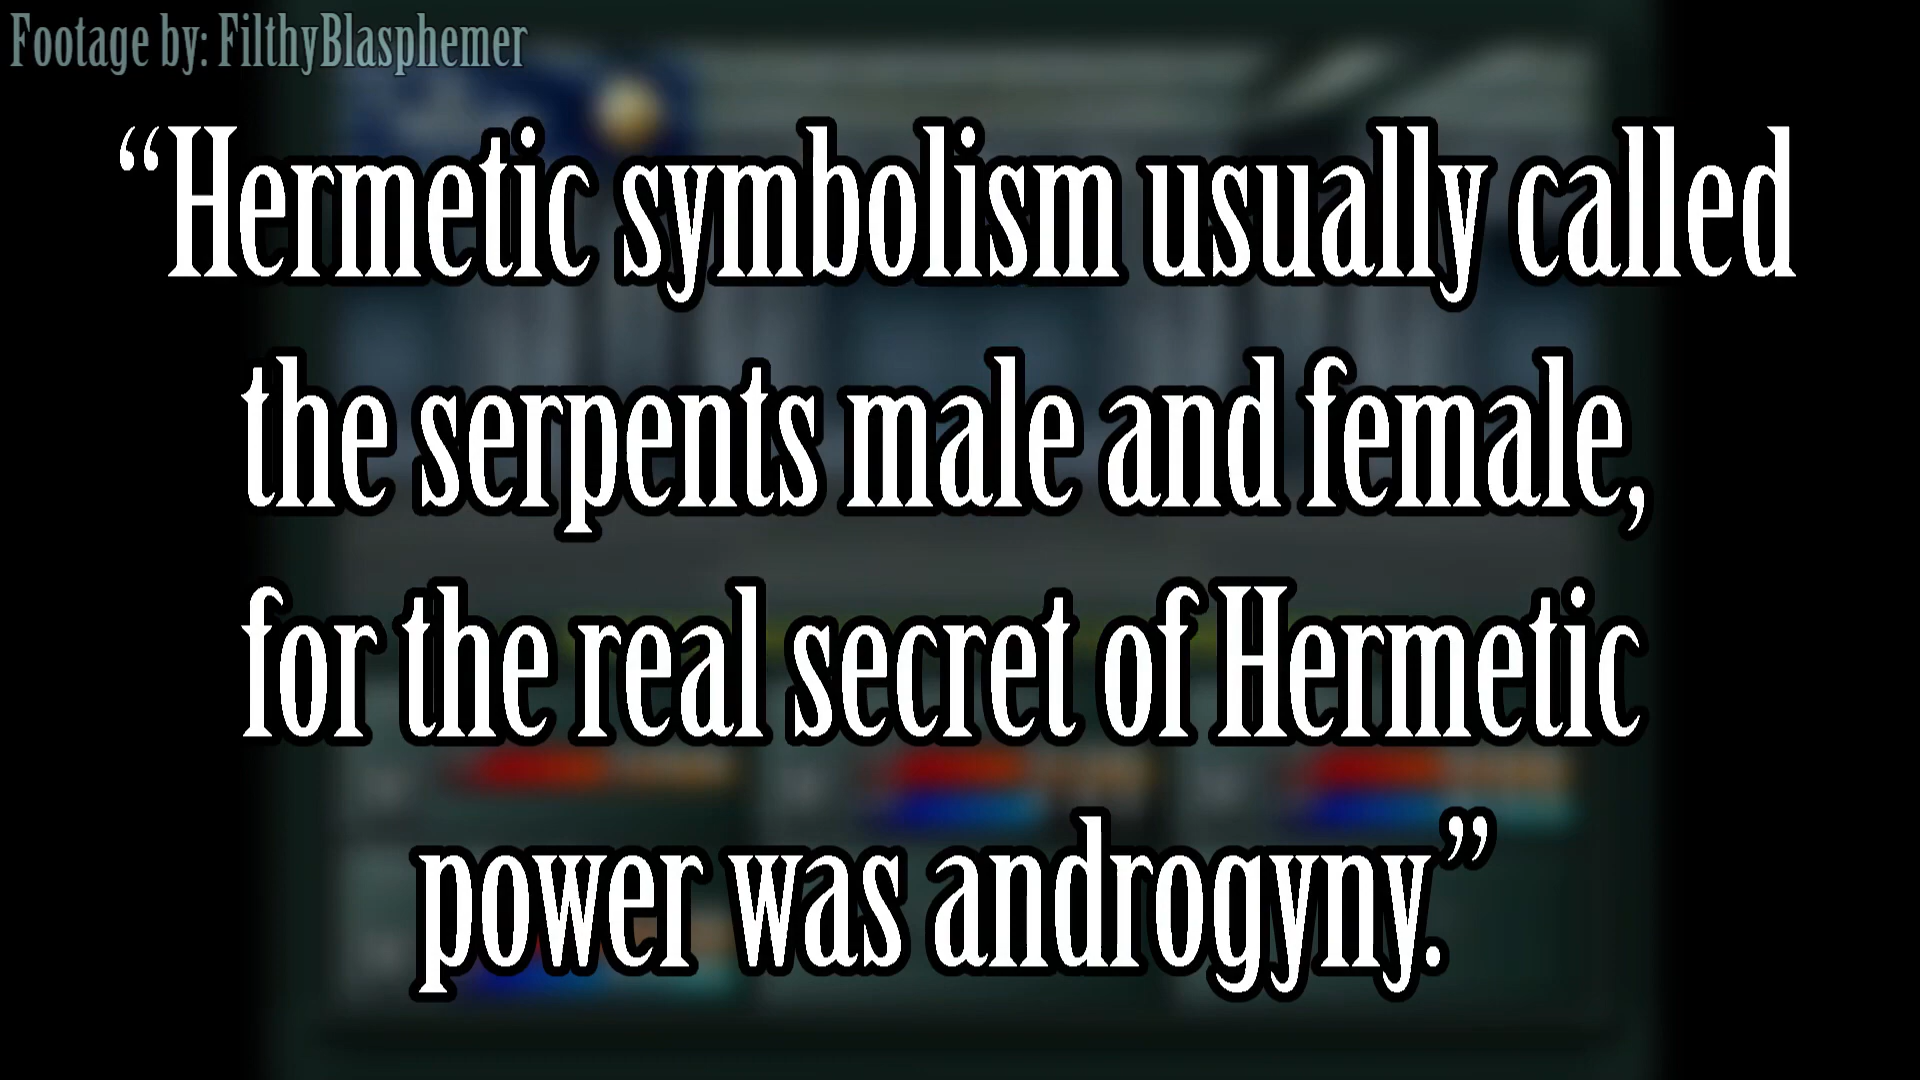 Footage by: FilthyBlasphemer
“Hermetic symbolism usually called
the serpents male and female,
for the real secret of Hermetic
power was androgyny.”